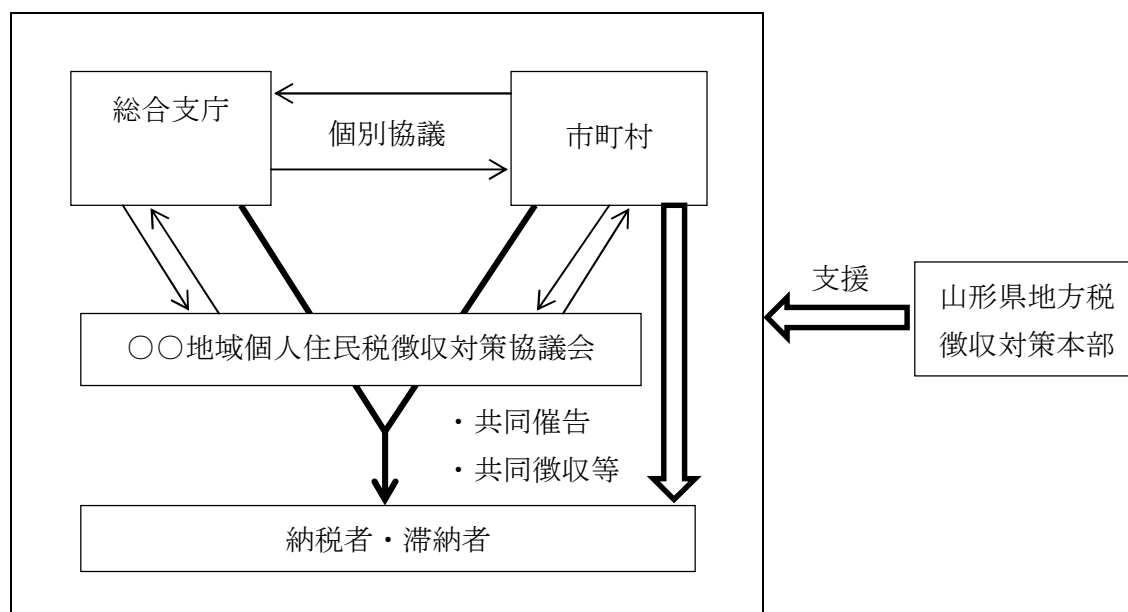 総合支庁
個別協議
市町村
支援
山形県地方税
徴収対策本部
○○地域個人住民税徴収対策協議会
・共同催告
・共同徴収等
納税者・滞納者